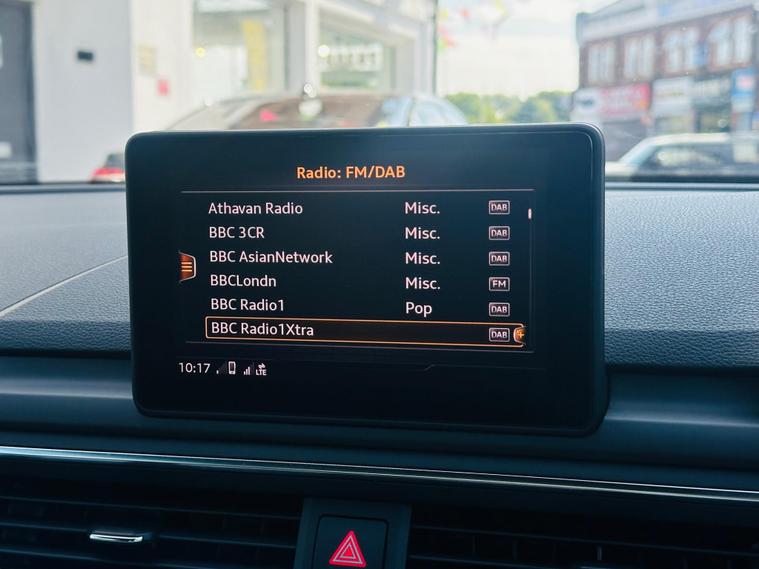 Radio: FM/DAB
Athavan Radio Misc. DAB
BBC 3CR Misc. DAB
BBC AsianNetwork Misc. DAB
BBCLondn Misc. FM
BBC Radio1 Pop DAB
BBC Radio1Xtra DAB
10:17 LTE